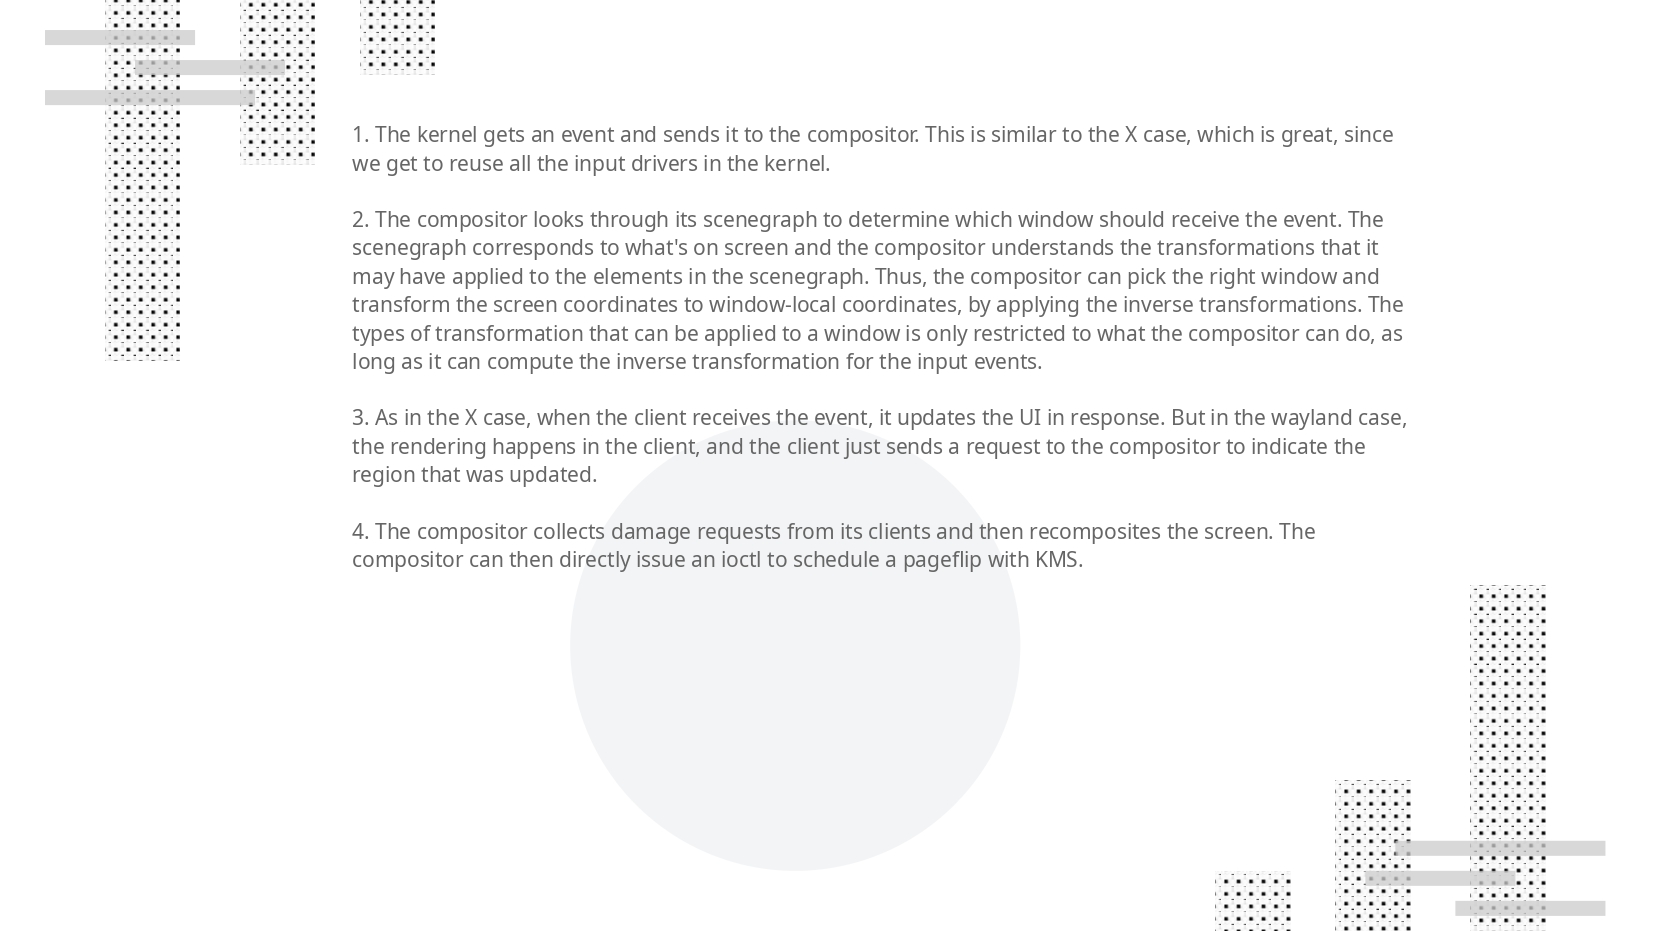 1. The kernel gets an event and sends it to the compositor. This is similar to the X case, which is great, since
we get to reuse all the input drivers in the kernel.
2. The compositor looks through its scenegraph to determine which window should receive the event. The
scenegraph corresponds to what's on screen and the compositor understands the transformations that it
may have applied to the elements in the scenegraph. Thus, the compositor can pick the right window and
transform the screen coordinates to window-local coordinates, by applying the inverse transformations. The
types of transformation that can be applied to a window is only restricted to what the compositor can do, as
long as it can compute the inverse transformation for the input events.
3. As in the X case, when the client receives the event, it updates the UI in response. But in the wayland case,
the rendering happens in the client, and the client just sends a request to the compositor to indicate the
region that was updated.
4. The compositor collects damage requests from its clients and then recomposites the screen. The
compositor can then directly issue an ioctl to schedule a pageflip with KMS.